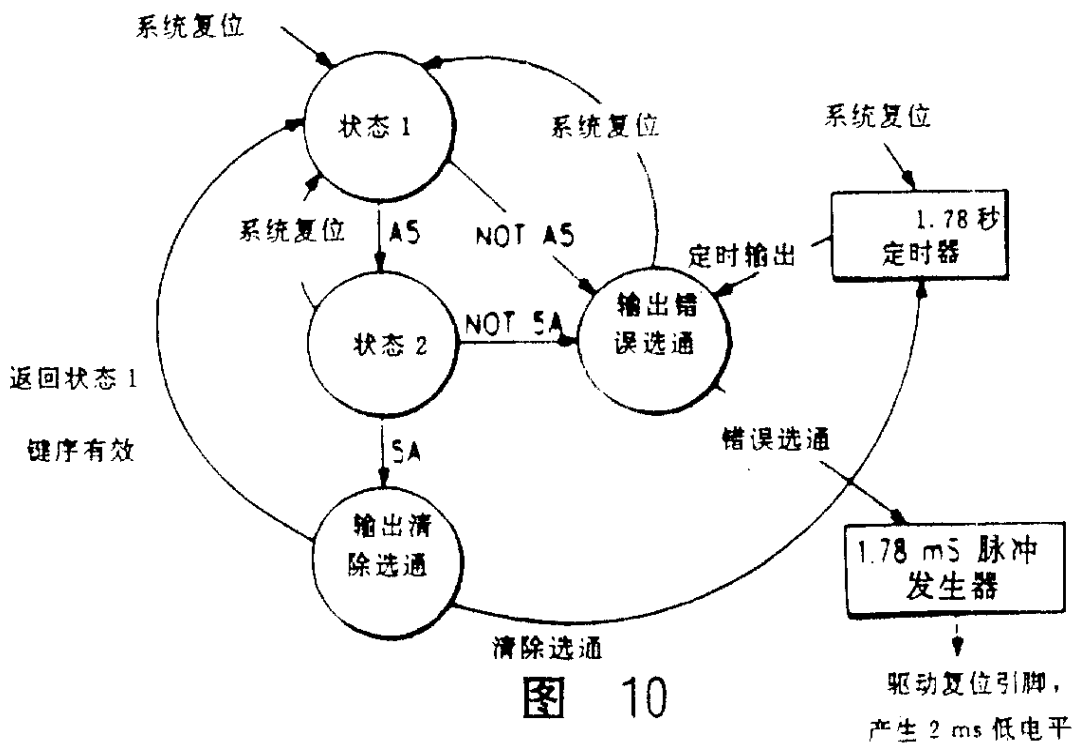 系统复位
状态1
系统复位
系统复位
系统复位
A5
NOT A5
1.78秒
定时器
定时输出
输出错
误选通
状态2
NOT 5A
返回状态1
键序有效
错误选通
5A
输出清
除选通
1.78 mS 脉冲
发生器
清除选通
驱动复位引脚，
产生2 ms低电平
图 10